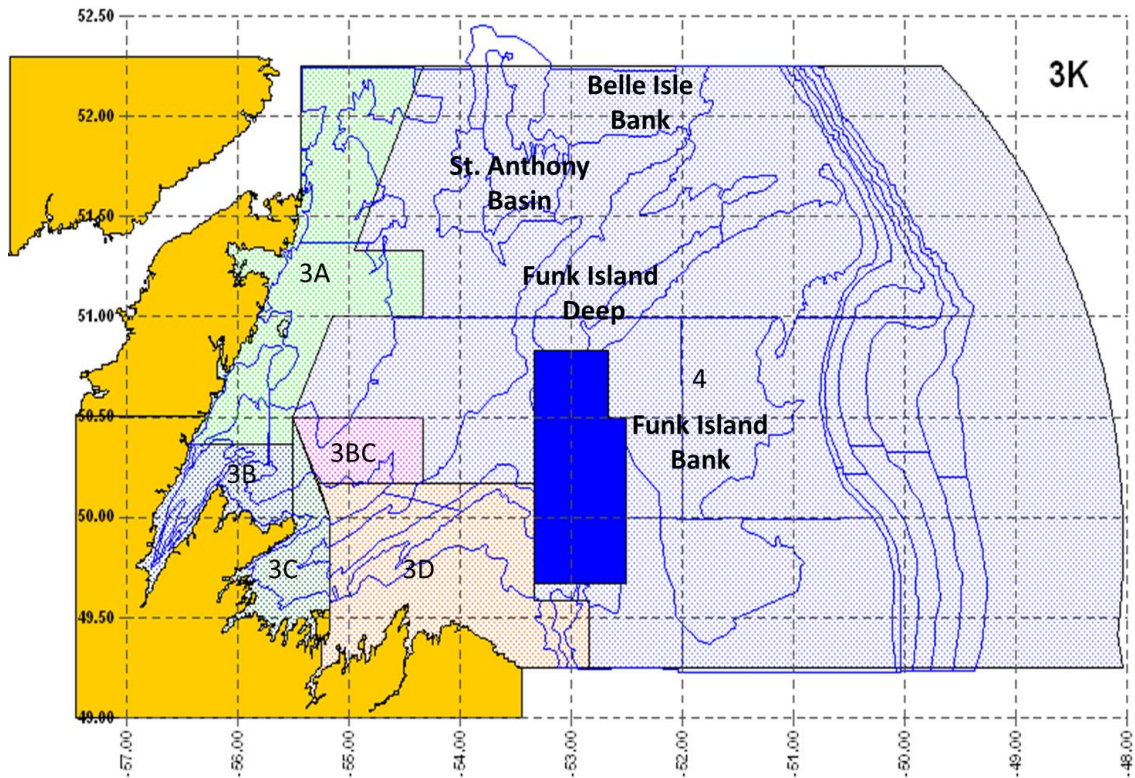 52.50
3K
Belle Isle
Bank
52.00
St. Anthony
Basin
51.50
3A
Funk Island
Deep
51.00
4
50.50
Funk Island
Bank
3BC
3B
50.00
3C
3D
49.50
49.00
-57.00
-56.00
-55.00
-54.00
-53.00
-52.00
-51.00
-50.00
-49.00
-48.00